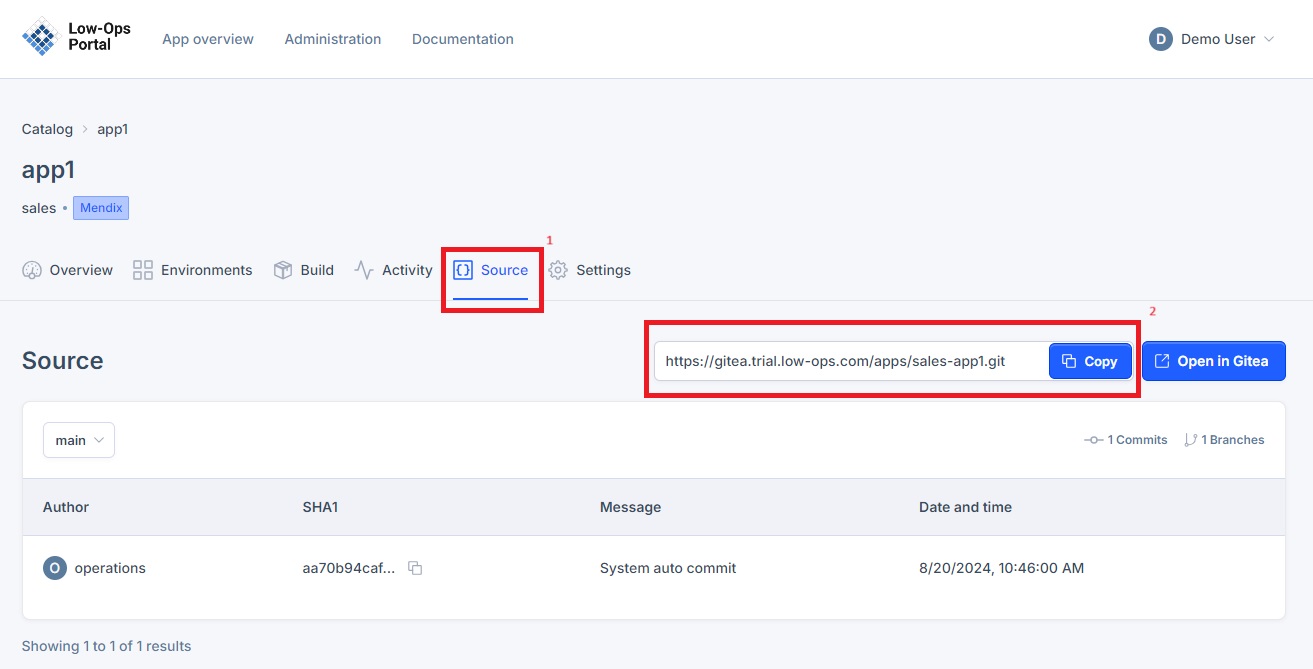 Low-Ops
Portal
App overview Administration Documentation
D Demo User
Catalog > app1
app1
sales • Mendix
Overview Environments Build Activity Source Settings
1
2
Source
https://gitea.trial.low-ops.com/apps/sales-app1.git Copy Open in Gitea
main
1 Commits 1 Branches
Author SHA1 Message Date and time
O operations aa70b94caf... System auto commit 8/20/2024, 10:46:00 AM
Showing 1 to 1 of 1 results